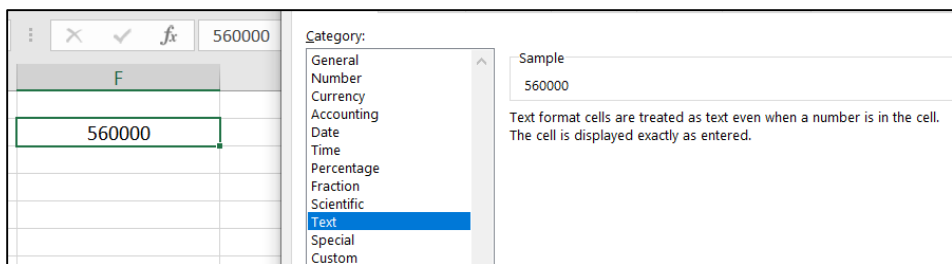 fx 560000
F
560000
Category:
General
Number
Currency
Accounting
Date
Time
Percentage
Fraction
Scientific
Text
Special
Custom
Sample
560000
Text format cells are treated as text even when a number is in the cell.
The cell is displayed exactly as entered.